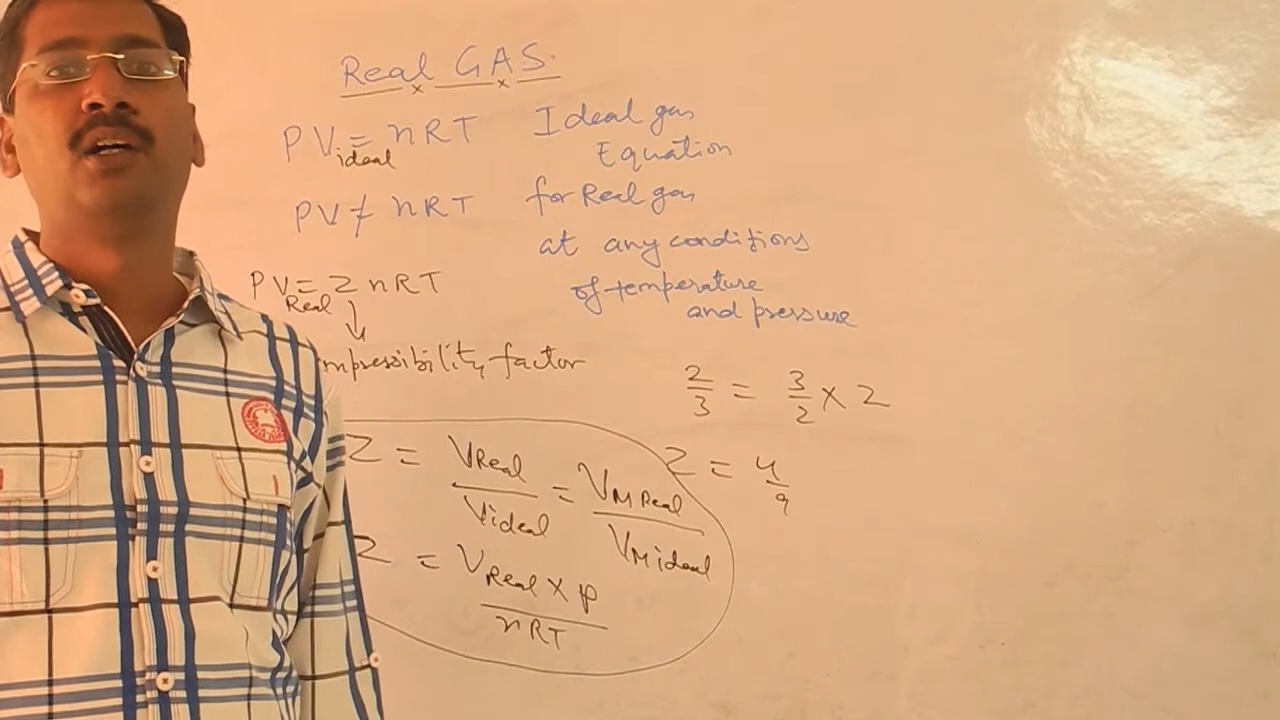 Real GAS.
PV ideal = nRT Ideal gas
Equation
PV ≠ nRT for Real gas
at any conditions
of temperature
and pressure
PV Real = Z nRT
mpressibility factor
2/3 = 3/2 × Z
Z = 4/9
Z = VReal/Videal = VM Real/VM ideal
Z = VReal × P/nRT